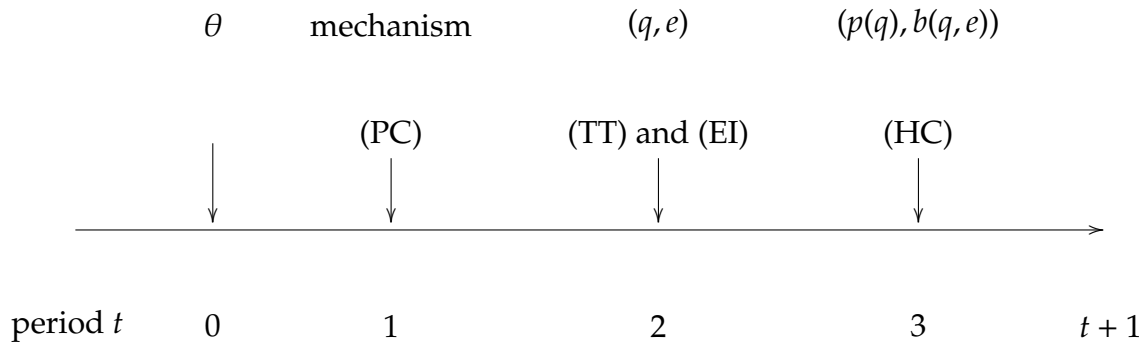 θ mechanism (q, e) (p(q), b(q, e))
(PC) (TT) and (EI) (HC)
period t 0 1 2 3 t + 1